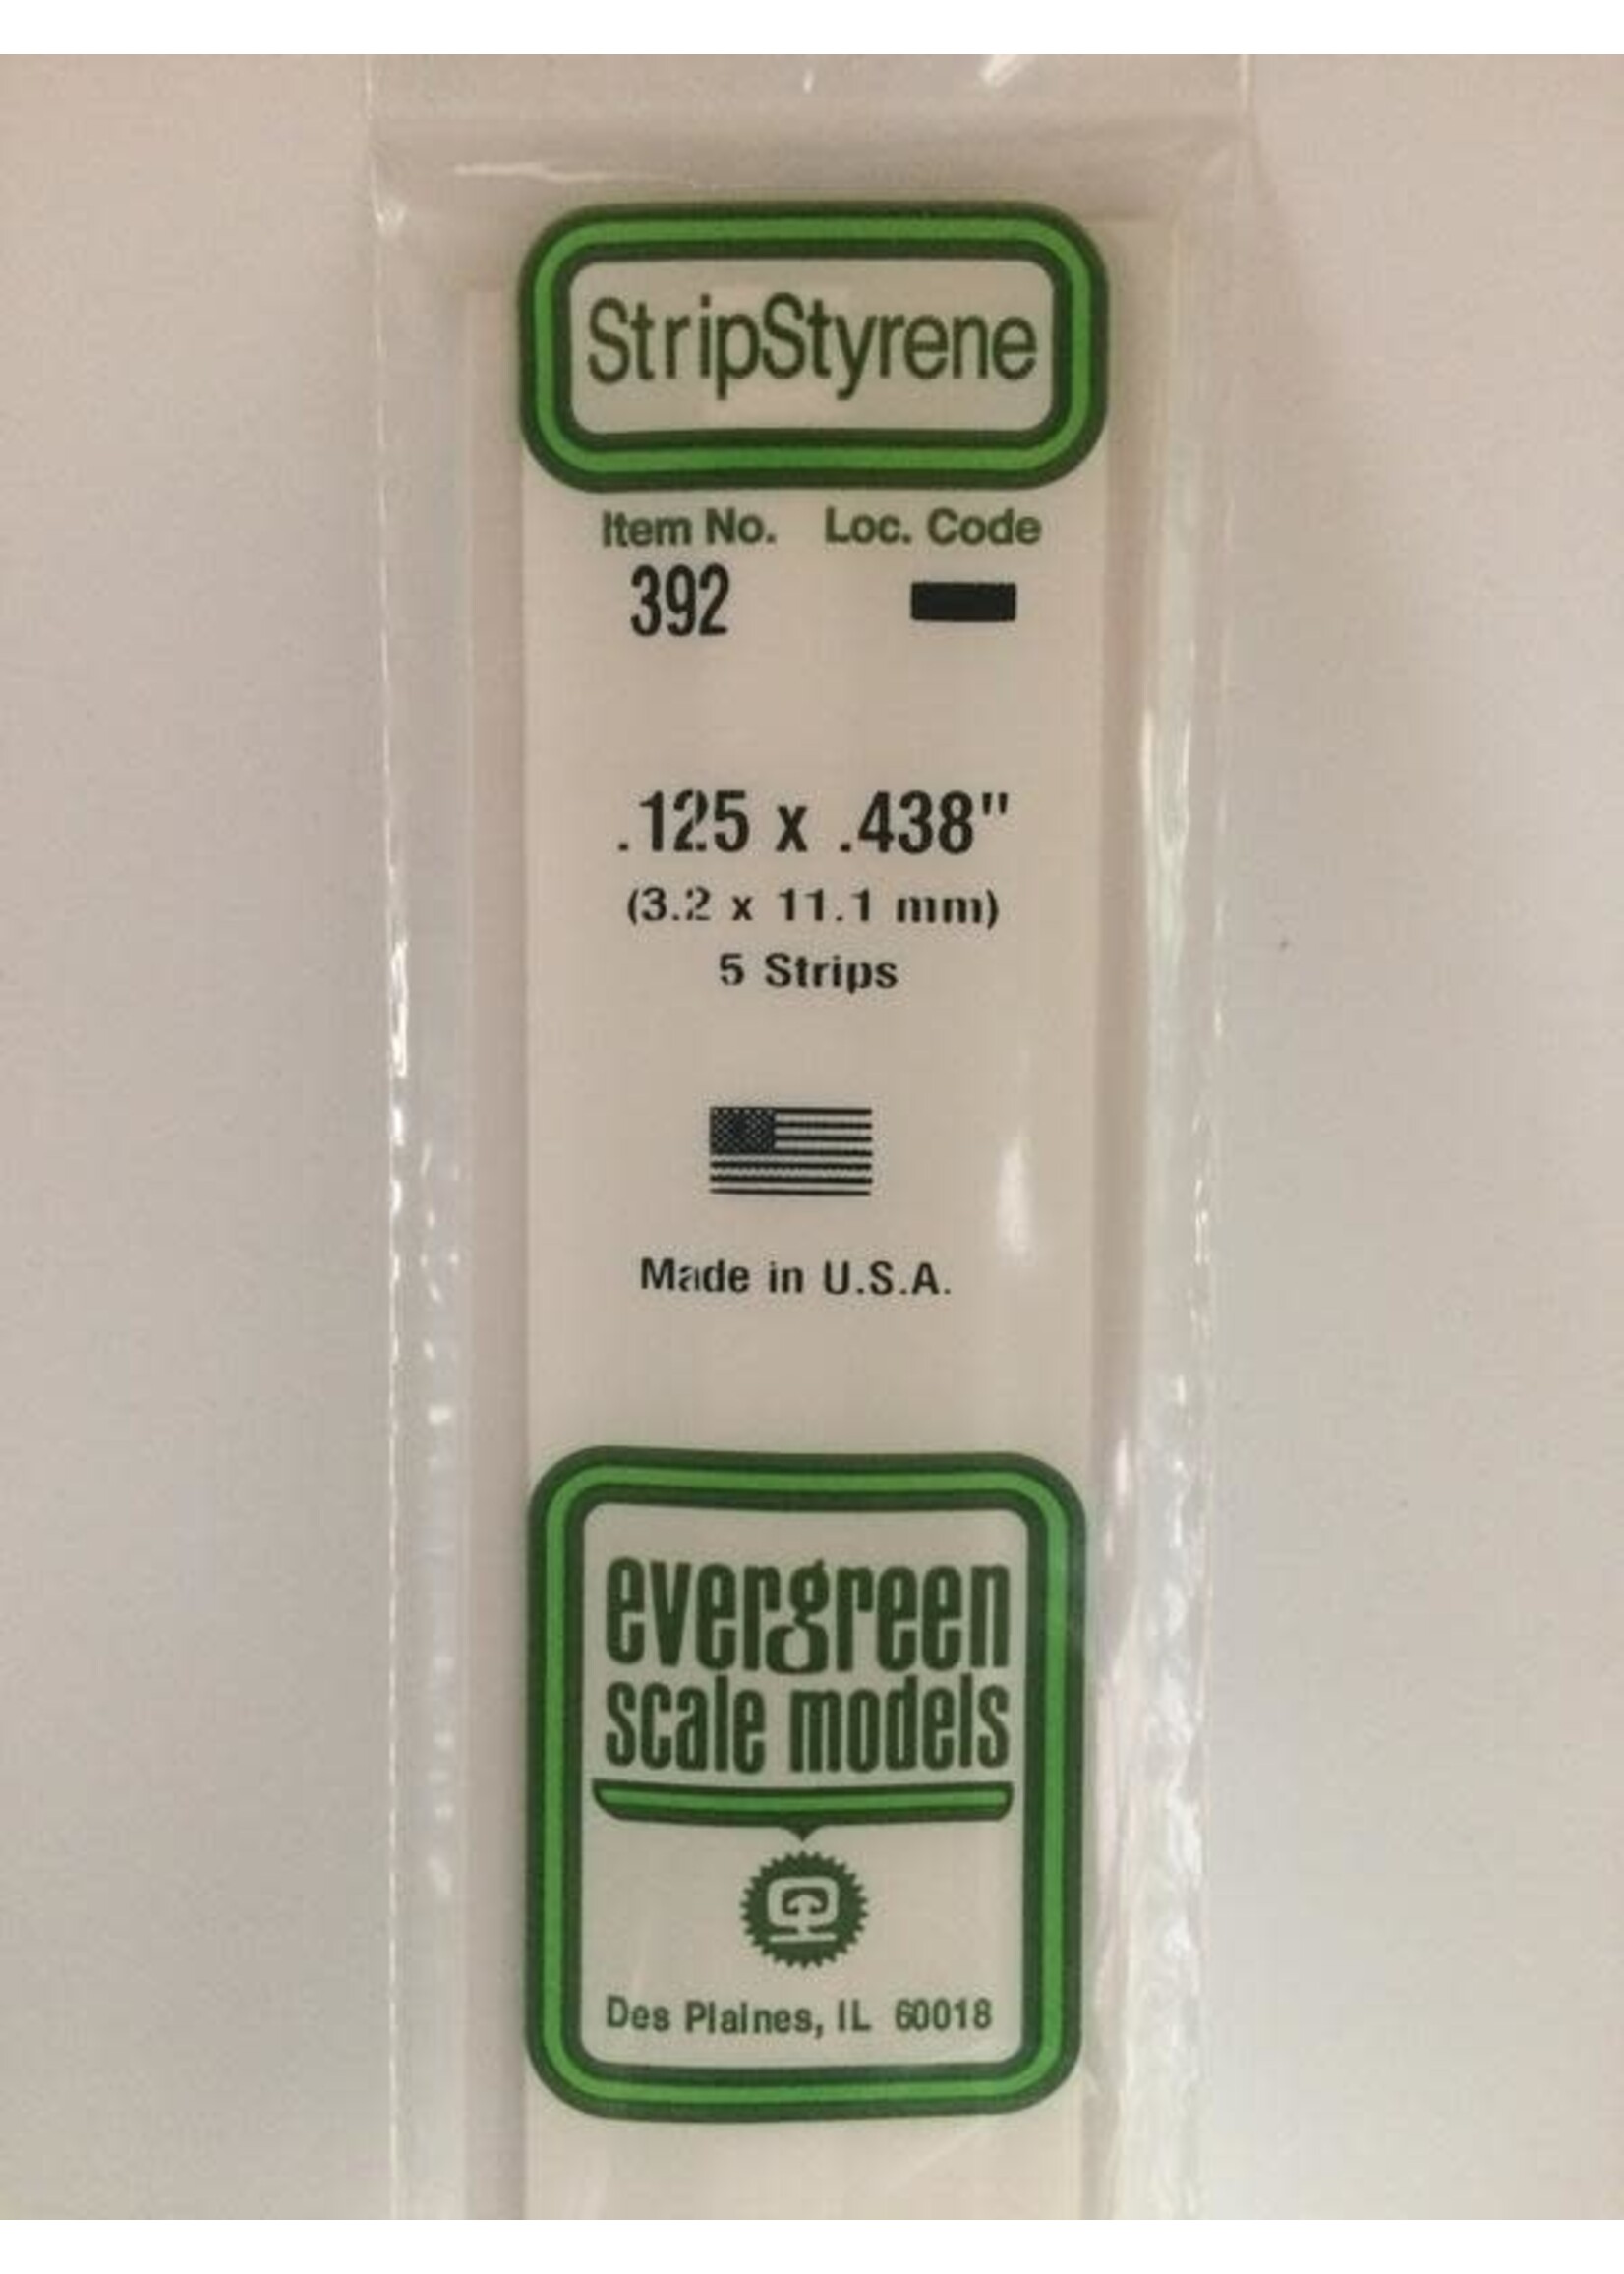 StripStyrene
Item No. Loc. Code
392
.125 x .438"
(3.2 x 11.1 mm)
5 Strips
Made in U.S.A.
evergreen
scale models
Des Plaines, IL 60018